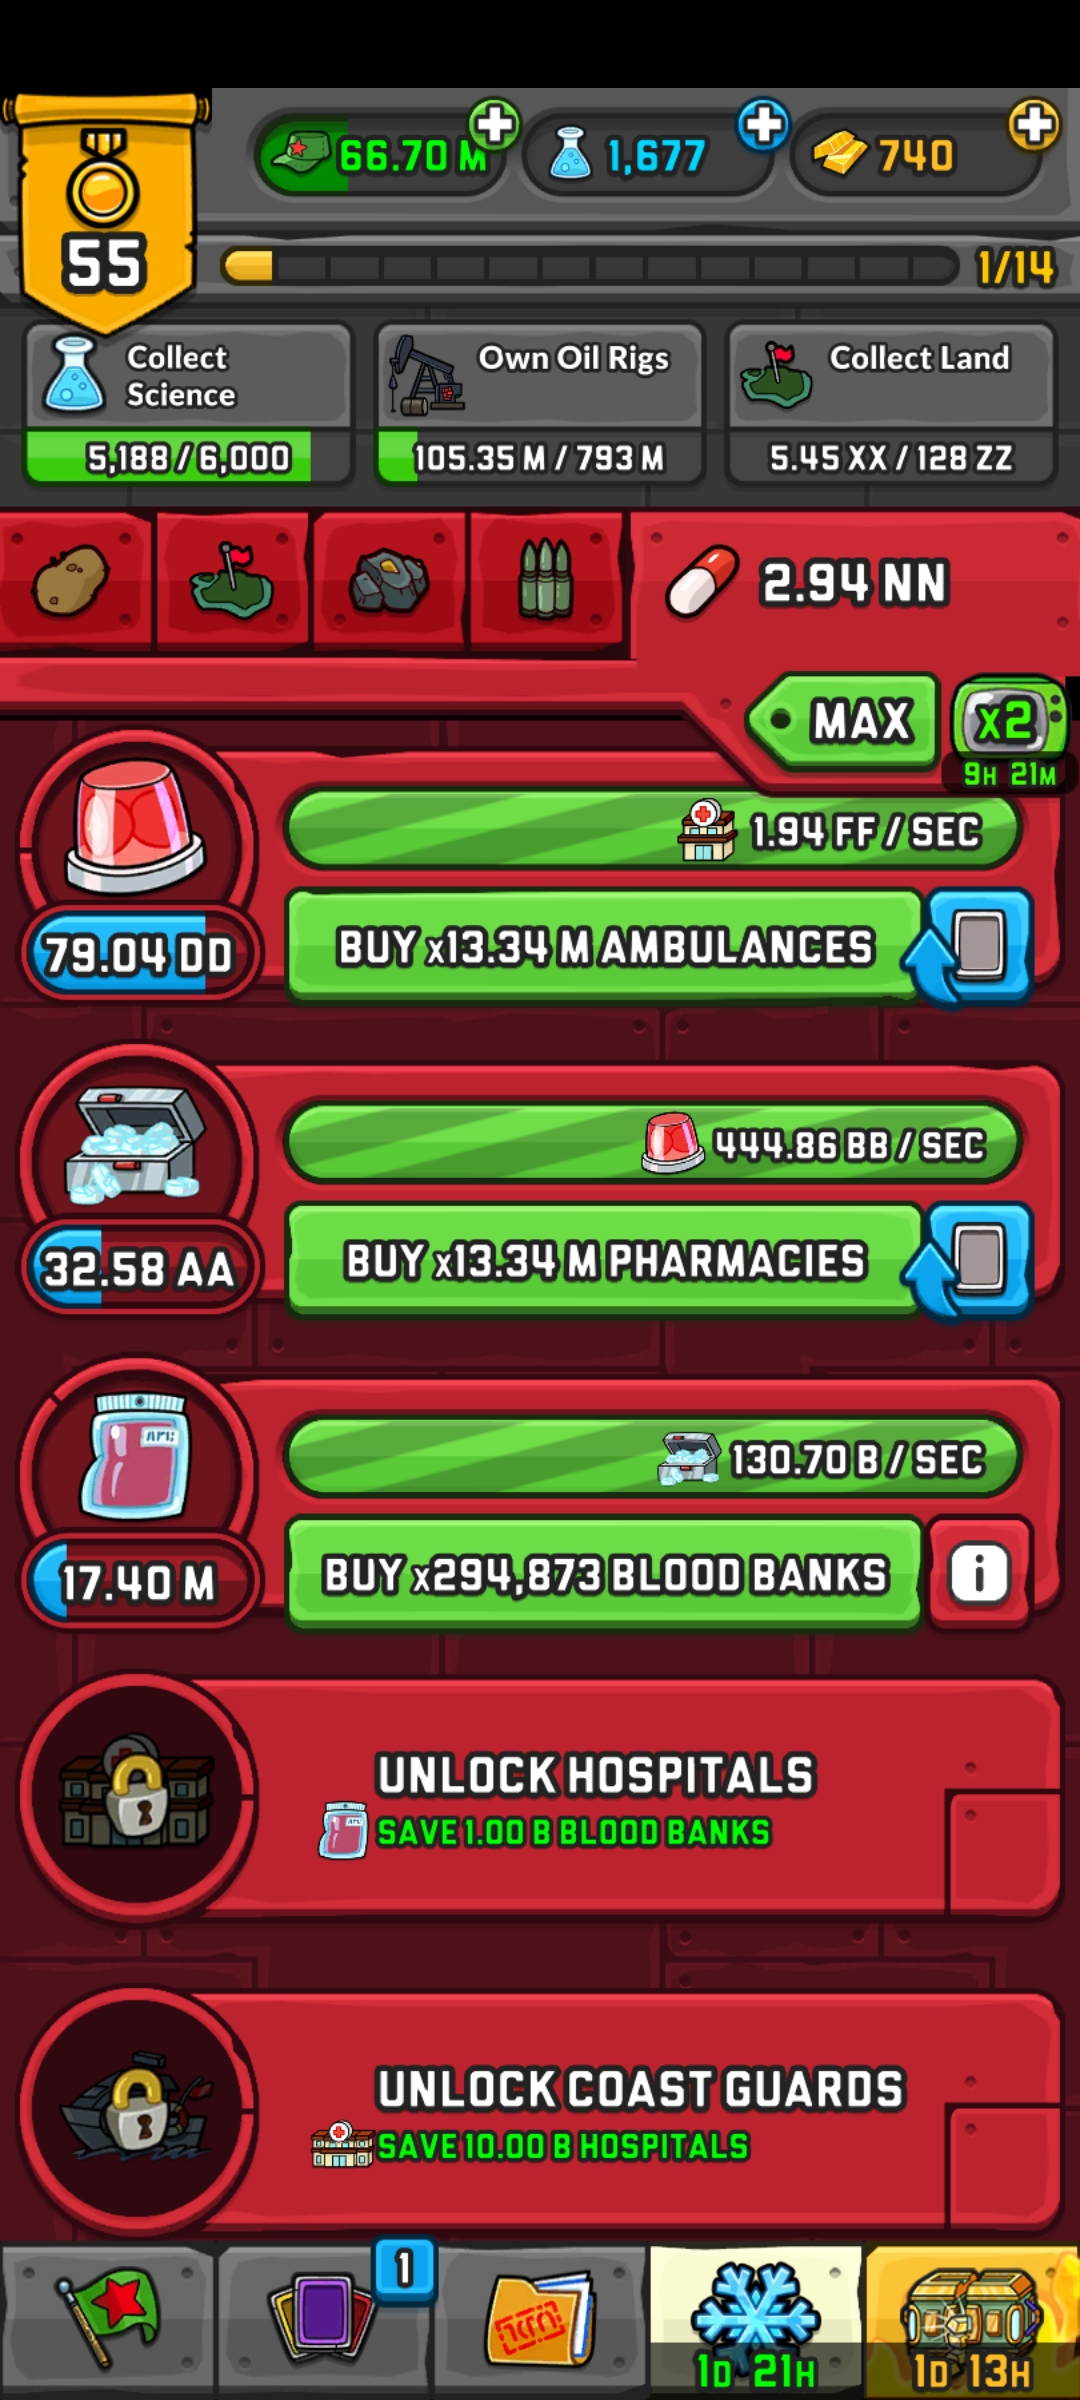 66.70 M
1,677
740
55
1/14
Collect
Science
Own Oil Rigs
Collect Land
5,188 / 6,000
105.35 M / 793 M
5.45 XX / 128 ZZ
2.94 NN
MAX
x2
9H 21M
1.94 FF / SEC
79.04 DD
BUY x13.34 M AMBULANCES
444.86 BB / SEC
32.58 AA
BUY x13.34 M PHARMACIES
130.70 B / SEC
17.40 M
BUY x294,873 BLOOD BANKS
i
UNLOCK HOSPITALS
SAVE 1.00 B BLOOD BANKS
UNLOCK COAST GUARDS
SAVE 10.00 B HOSPITALS
1
1D 21H
1D 13H